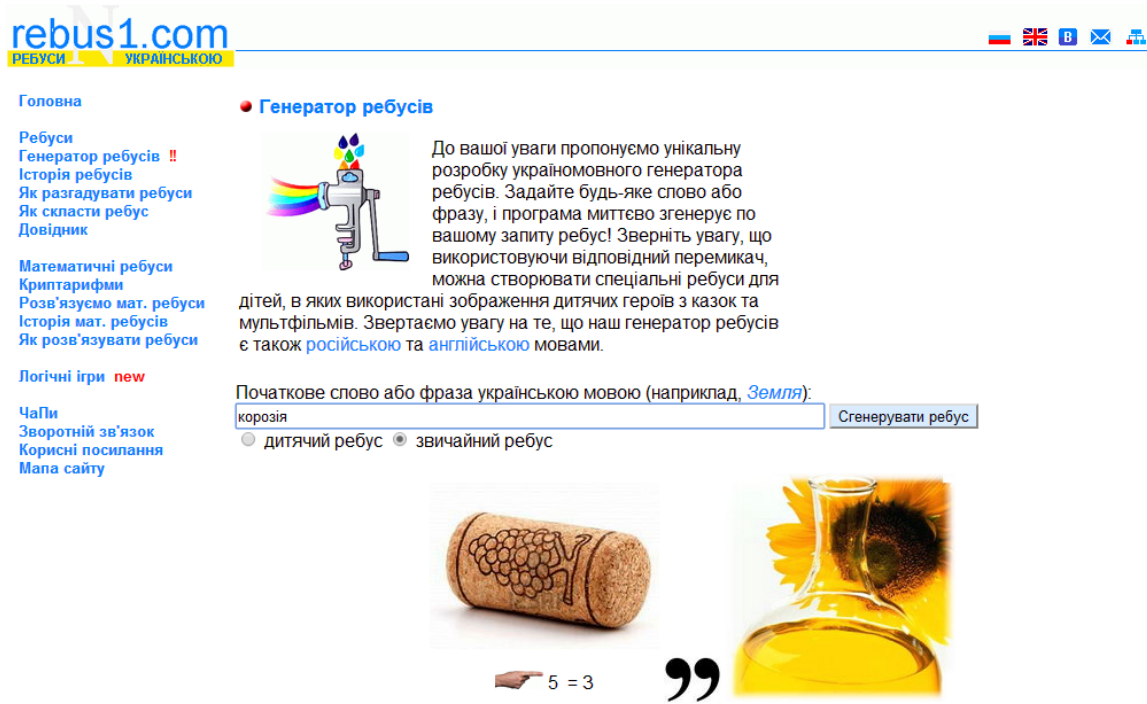 rebus1.com
N
РЕБУСИ УКРАЇНСЬКОЮ
B
Головна
Ребуси
Генератор ребусів !!
Історія ребусів
Як разгадувати ребуси
Як скласти ребус
Довідник
Математичні ребуси
Криптарифми
Розв'язуємо мат. ребуси
Історія мат. ребусів
Як розв'язувати ребуси
Логічні ігри new
ЧаПи
Зворотній зв'язок
Корисні посилання
Мапа сайту
Генератор ребусів
До вашої уваги пропонуємо унікальну
розробку україномовного генератора
ребусів. Задайте будь-яке слово або
фразу, і програма миттєво згенерує по
вашому запиту ребус! Зверніть увагу, що
використовуючи відповідний перемикач,
можна створювати спеціальні ребуси для
дітей, в яких використані зображення дитячих героїв з казок та
мультфільмів. Звертаємо увагу на те, що наш генератор ребусів
є також російською та англійською мовами.
Початкове слово або фраза українською мовою (наприклад, Земля):
корозія
Сгенерувати ребус
дитячий ребус звичайний ребус
5 = 3
,,